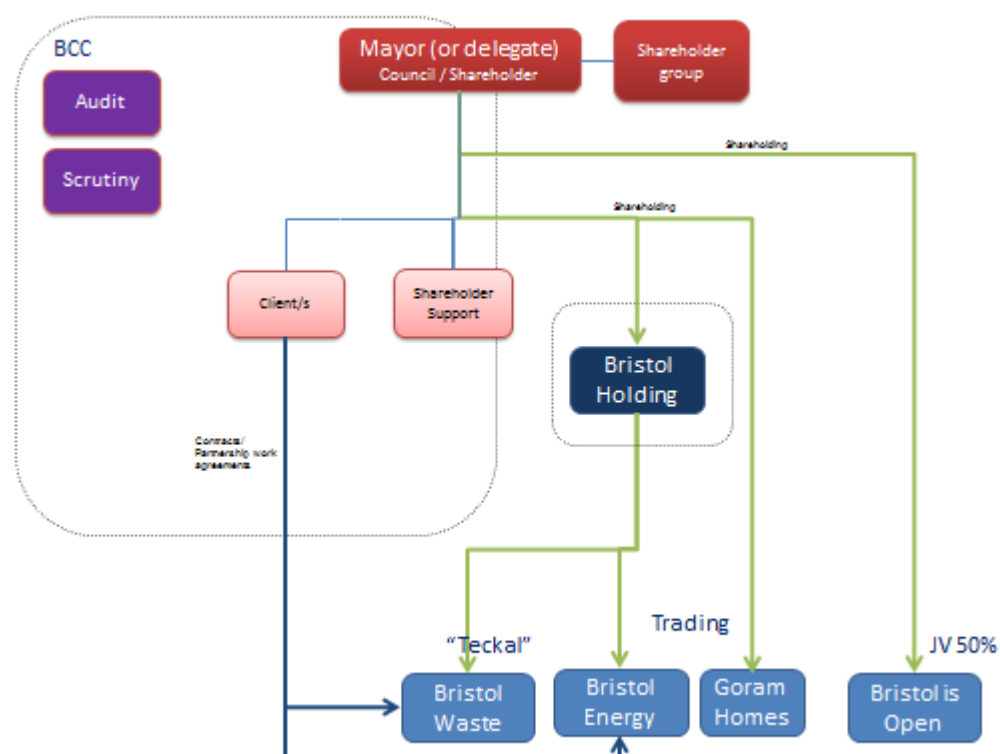 BCC
Mayor (or delegate)
Council / Shareholder
Shareholder
group
Audit
Scrutiny
Shareholding
Shareholding
Client/s
Shareholder
Support
Bristol
Holding
Contracts/
Partnership work
agreements
"Teckal"
Trading
JV 50%
Bristol
Waste
Bristol
Energy
Goram
Homes
Bristol is
Open